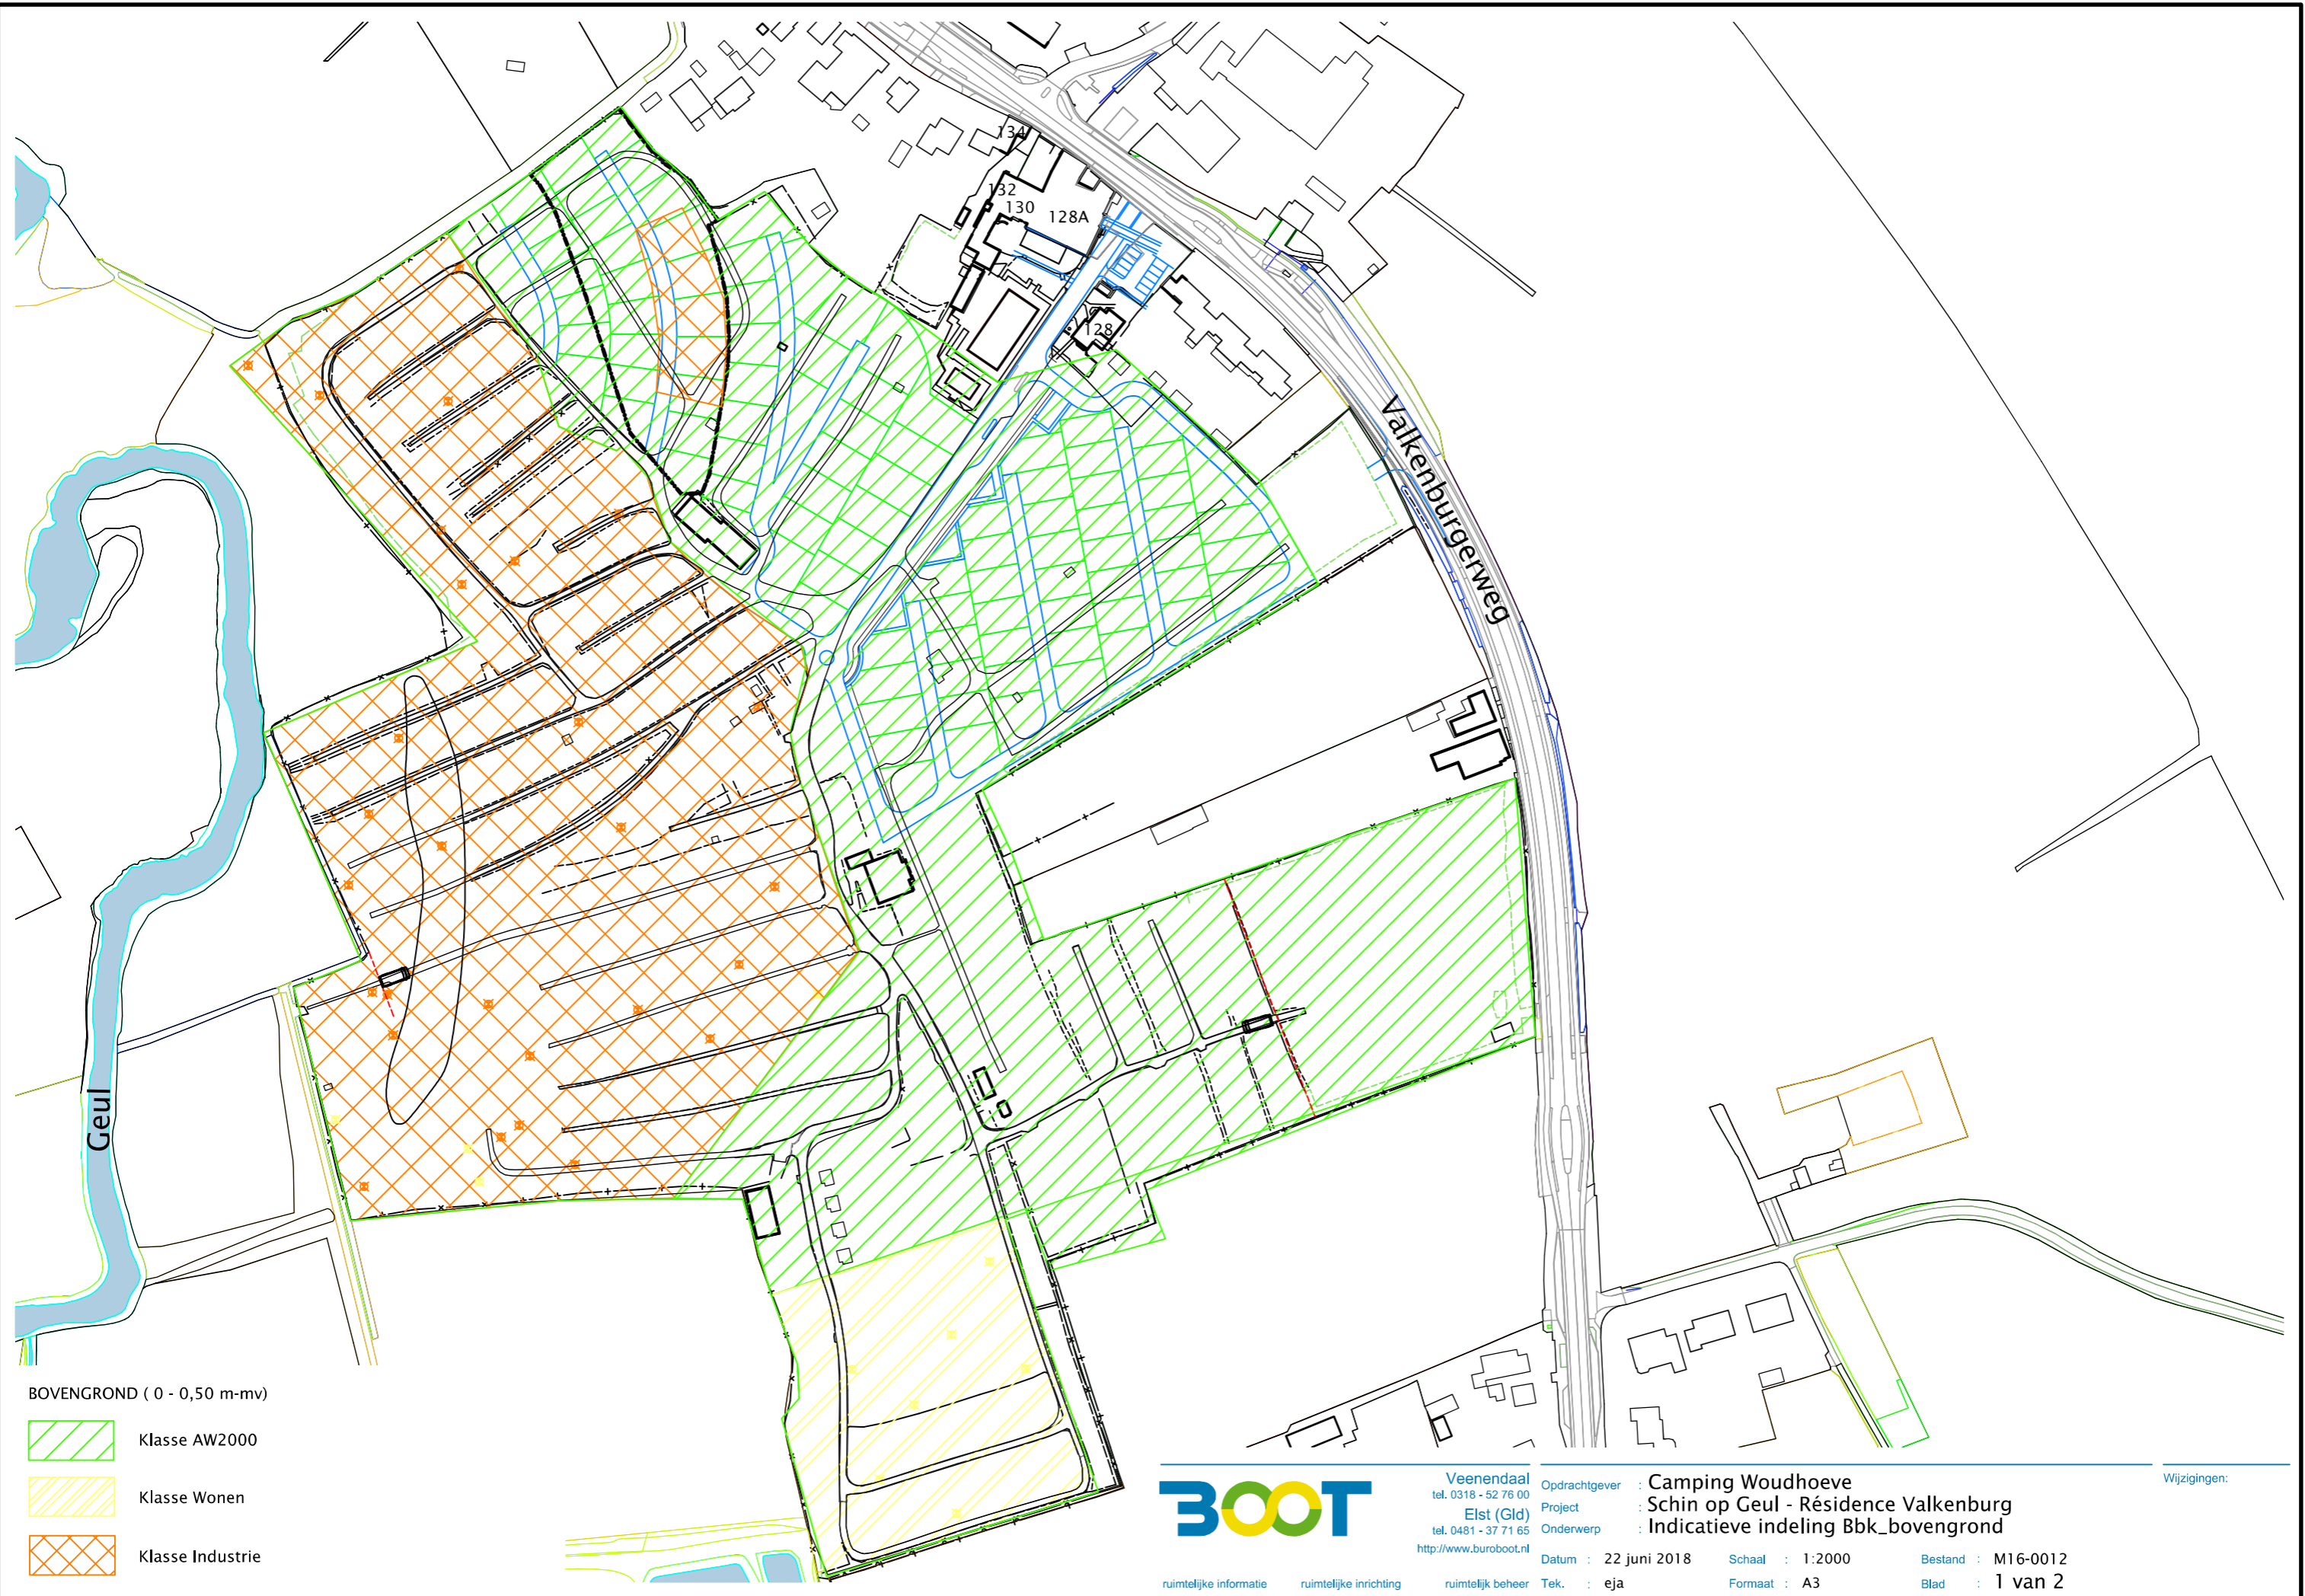 134
132
130
128A
128
Valkenburgerweg
Geul
BOVENGROND ( 0 - 0,50 m-mv)
Klasse AW2000
Klasse Wonen
Klasse Industrie
BOOT
Veenendaal
tel. 0318 - 52 76 00
Elst (Gld)
tel. 0481 - 37 71 65
http://www.buroboot.nl
ruimtelijke informatie ruimtelijke inrichting ruimtelijk beheer
Opdrachtgever : Camping Woudhoeve
Project : Schin op Geul - Résidence Valkenburg
Onderwerp : Indicatieve indeling Bbk_bovengrond
Datum : 22 juni 2018 Schaal : 1:2000 Bestand : M16-0012
Tek. : eja Formaat : A3 Blad : 1 van 2
Wijzigingen: